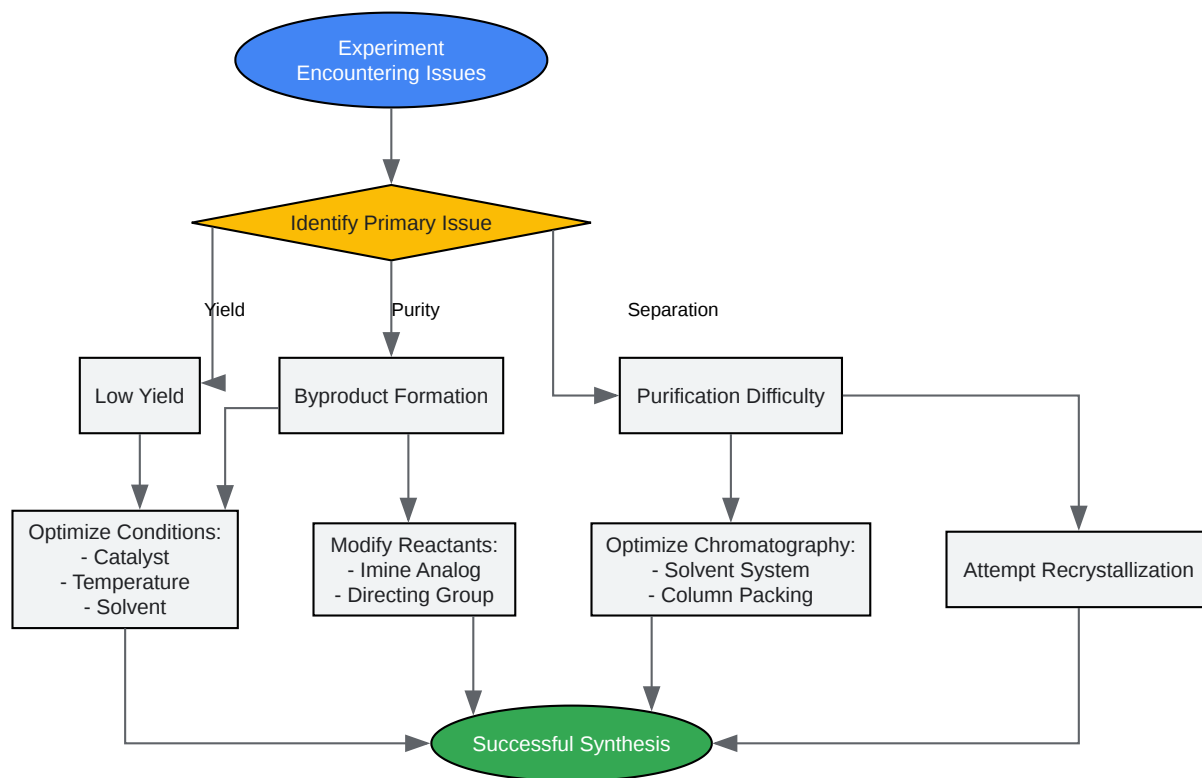 Experiment
Encountering Issues
Identify Primary Issue
Yield
Purity
Separation
Low Yield
Byproduct Formation
Purification Difficulty
Optimize Conditions:
- Catalyst
- Temperature
- Solvent
Modify Reactants:
- Imine Analog
- Directing Group
Optimize Chromatography:
- Solvent System
- Column Packing
Attempt Recrystallization
Successful Synthesis